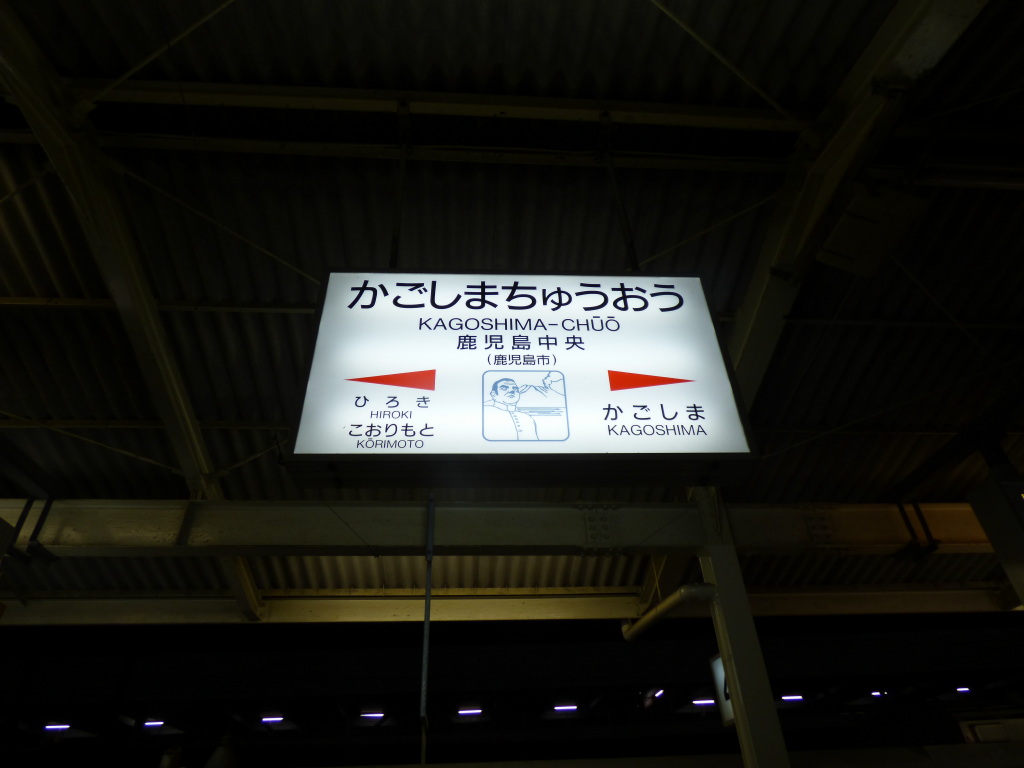 かごしまちゅうおう
KAGOSHIMA-CHŪŌ
鹿児島中央
(鹿児島市)
ひろき
HIROKI
こおりもと
KŌRIMOTO
かごしま
KAGOSHIMA